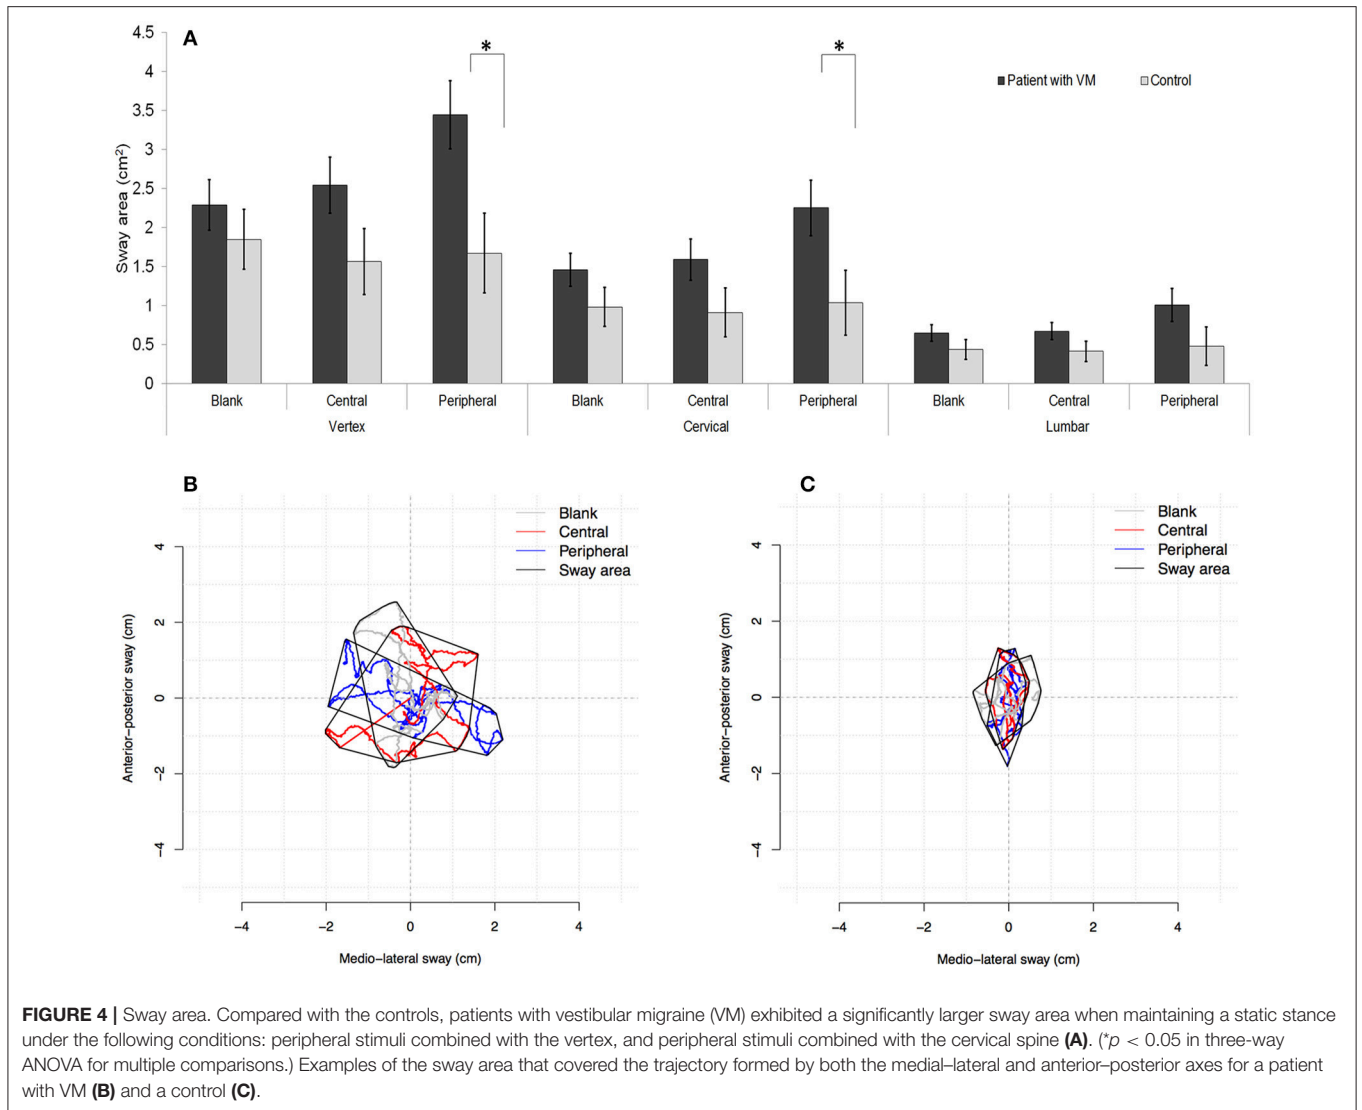 A
4.5
4
3.5
3
2.5
2
1.5
1
0.5
0
Sway area (cm²)
*
*
Patient with VM
Control
Blank Central Peripheral Blank Central Peripheral Blank Central Peripheral
Vertex Cervical Lumbar
B
Blank
Central
Peripheral
Sway area
4
2
0
−2
−4
Anterior−posterior sway (cm)
−4 −2 0 2 4
Medio−lateral sway (cm)
C
Blank
Central
Peripheral
Sway area
4
2
0
−2
−4
Anterior−posterior sway (cm)
−4 −2 0 2 4
Medio−lateral sway (cm)
FIGURE 4 | Sway area. Compared with the controls, patients with vestibular migraine (VM) exhibited a significantly larger sway area when maintaining a static stance
under the following conditions: peripheral stimuli combined with the vertex, and peripheral stimuli combined with the cervical spine (A). (*p < 0.05 in three-way
ANOVA for multiple comparisons.) Examples of the sway area that covered the trajectory formed by both the medial–lateral and anterior–posterior axes for a patient
with VM (B) and a control (C).